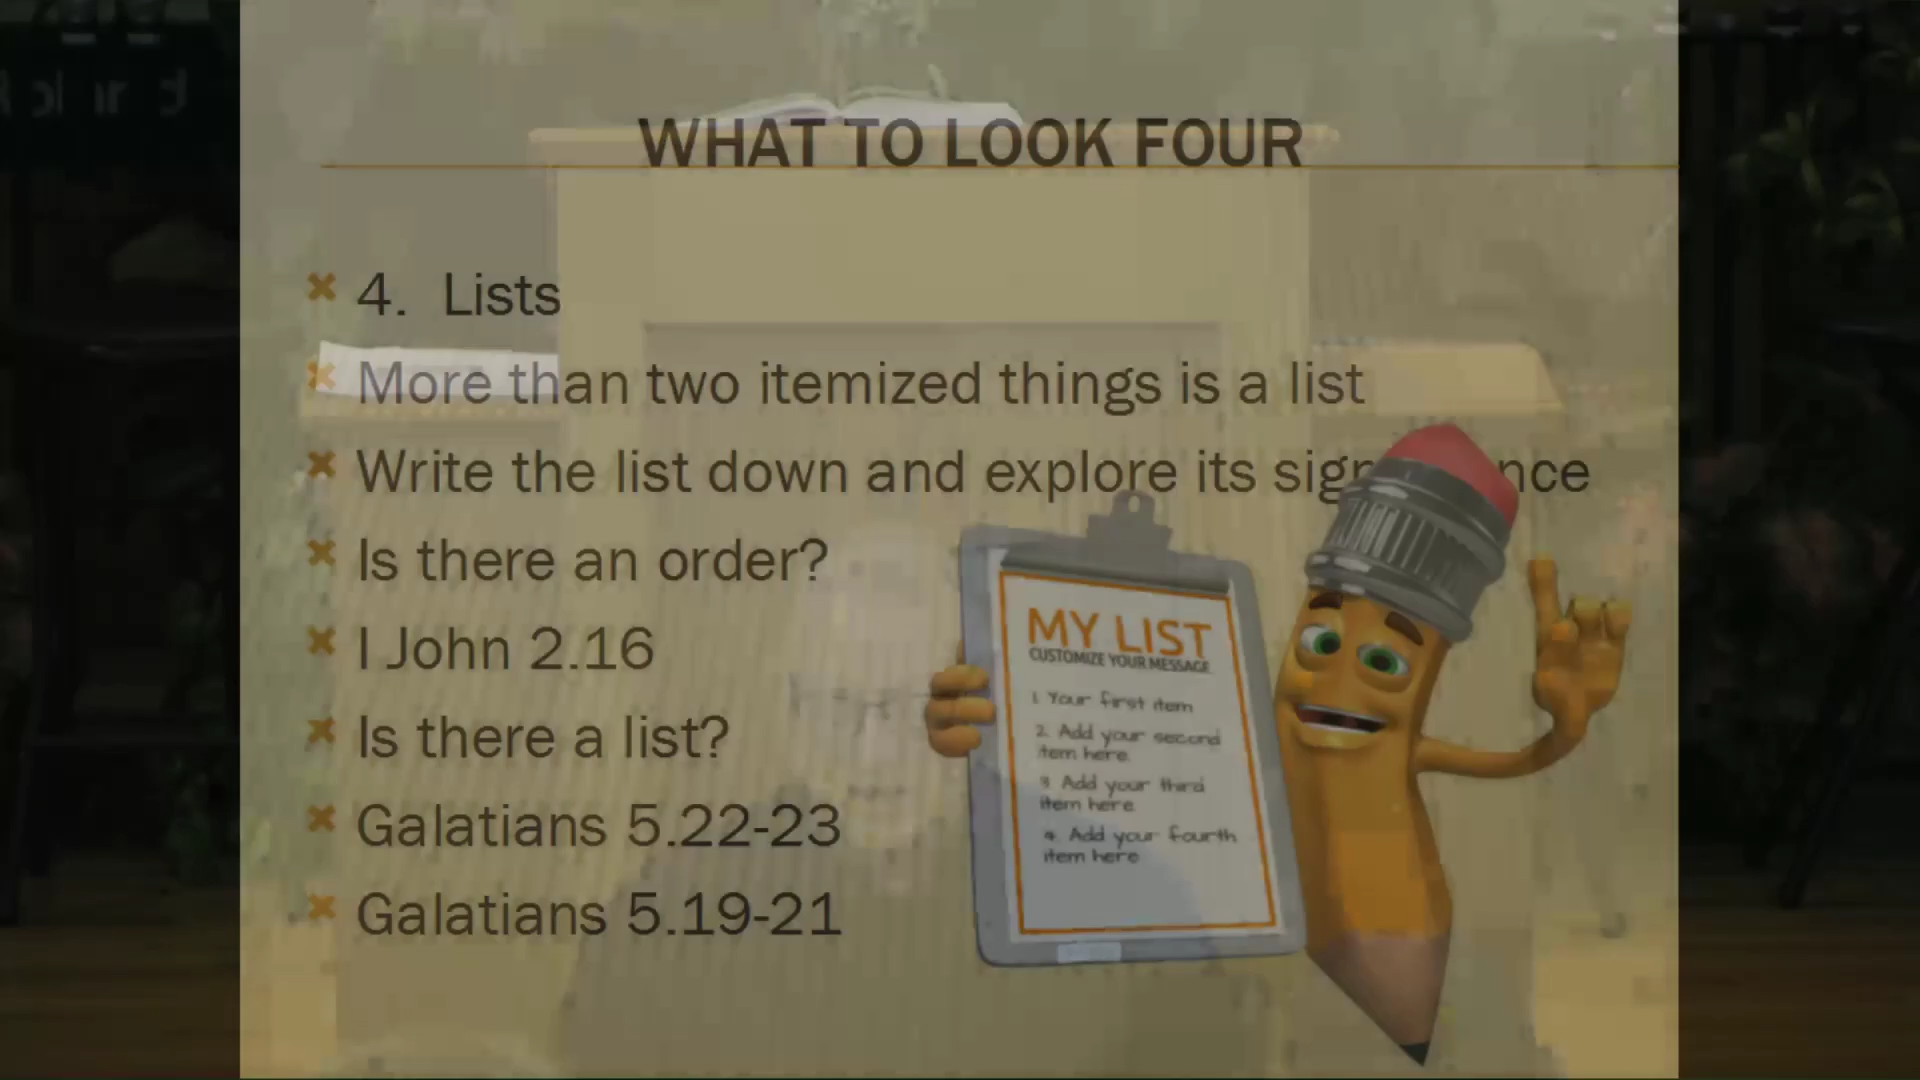 WHAT TO LOOK FOUR
4. Lists
More than two itemized things is a list
Write the list down and explore its
Is there an order?
I John 2.16
Is there a list?
Galatians 5.22-23
Galatians 5.19-21
MY LIST
CUSTOMIZE YOUR MESSAGE
1. Your first item
2. Add your second
item here.
3 Add your third
item here
4. Add your fourth
item here